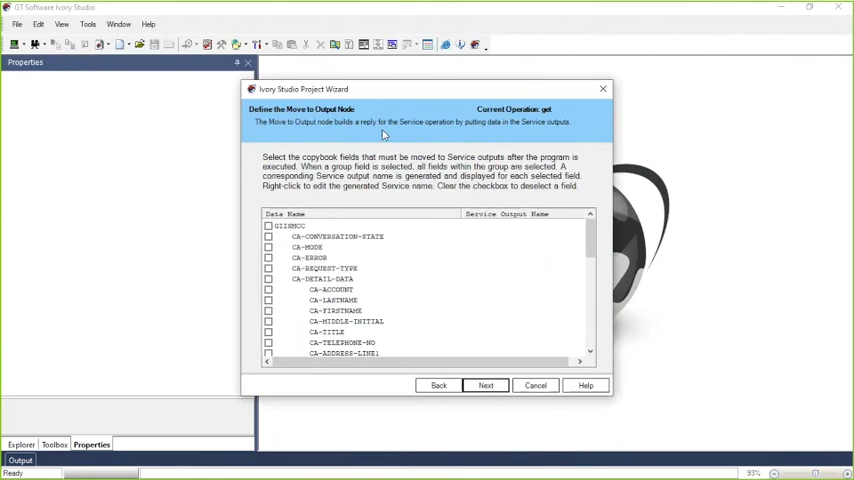 GT Software Ivory Studio
File Edit View Tools Window Help
Properties
Ivory Studio Project Wizard
Define the Move to Output Node Current Operation: get
The Move to Output node builds a reply for the Service operation by putting data in the Service outputs.
Select the copybook fields that must be moved to Service outputs after the program is
executed. When a group field is selected, all fields within the group are selected. A
corresponding Service output name is generated and displayed for each selected field.
Right-click to edit the generated Service name. Clear the checkbox to deselect a field.
Data Name Service Output Name
GIISMCC
CA-CONVERSATION-STATE
CA-MODE
CA-ERROR
CA-REQUEST-TYPE
CA-DETAIL-DATA
CA-ACCOUNT
CA-LASTNAME
CA-FIRSTNAME
CA-MIDDLE-INITIAL
CA-TITLE
CA-TELEPHONE-NO
CA-ADDRESS-LINE1
Back Next Cancel Help
Explorer Toolbox Properties
Output
Ready 93%